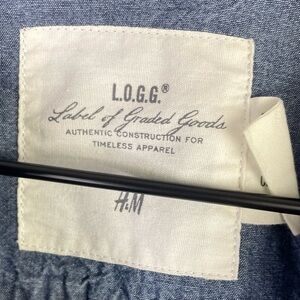 L.O.G.G.®
Label of Graded Goods
AUTHENTIC CONSTRUCTION FOR
TIMELESS APPAREL
H&M